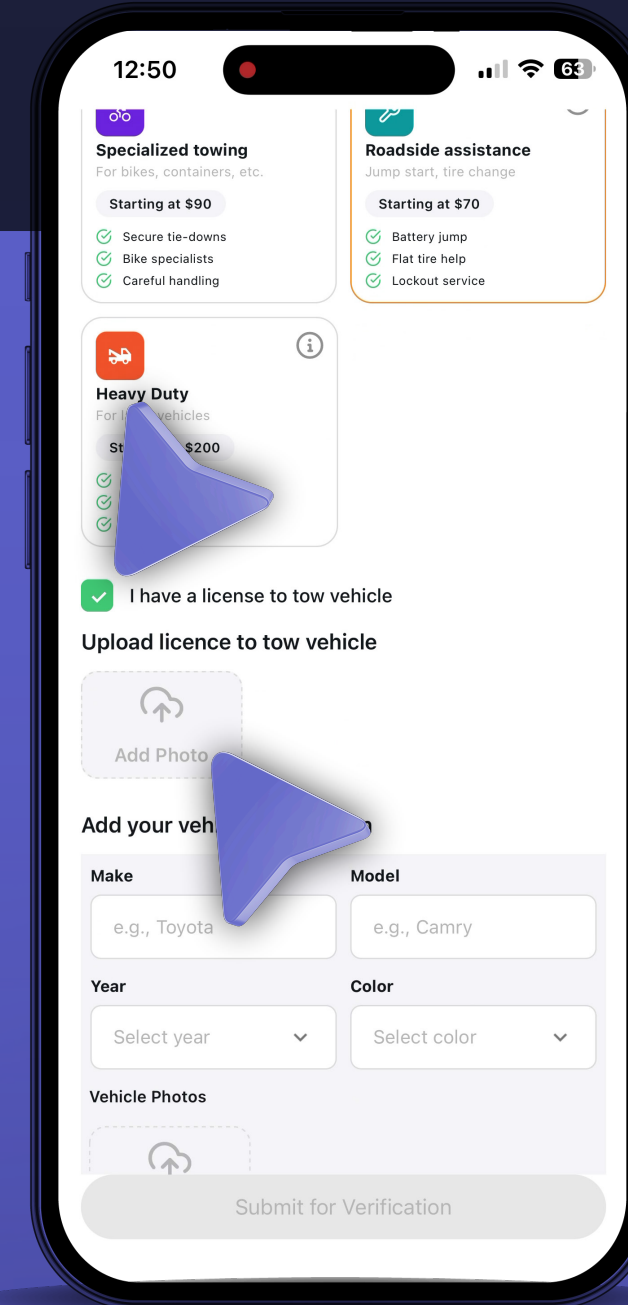 12:50
63
Specialized towing
For bikes, containers, etc.
Starting at $90
Secure tie-downs
Bike specialists
Careful handling
Roadside assistance
Jump start, tire change
Starting at $70
Battery jump
Flat tire help
Lockout service
Heavy Duty
For vehicles
$200
I have a license to tow vehicle
Upload licence to tow vehicle
Add Photo
Add your
Make
Model
e.g., Toyota
e.g., Camry
Year
Color
Select year
Select color
Vehicle Photos
Submit for Verification